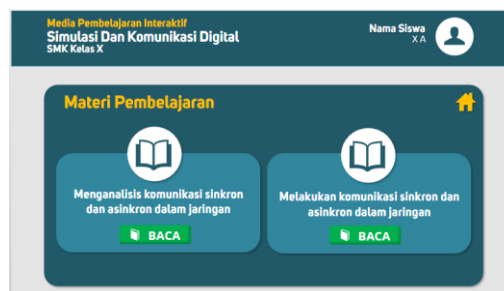 Media Pembelajaran Interaktif
Simulasi Dan Komunikasi Digital
SMK Kelas X
Nama Siswa
X A
Materi Pembelajaran
Menganalisis komunikasi sinkron
dan asinkron dalam jaringan
BACA
Melakukan komunikasi sinkron dan
asinkron dalam jaringan
BACA